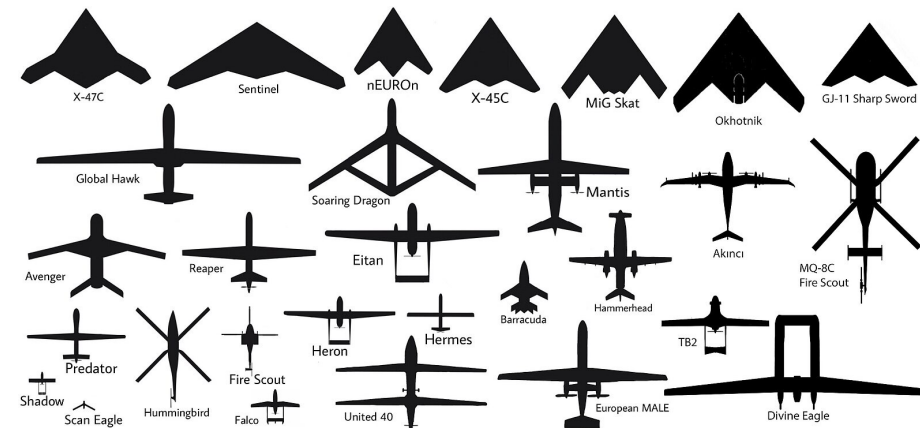 X-47C
Sentinel
nEUROn
X-45C
MiG Skat
Okhotnik
GJ-11 Sharp Sword
Global Hawk
Soaring Dragon
Mantis
Akıncı
MQ-8C
Fire Scout
Avenger
Reaper
Eitan
Barracuda
Hammerhead
Predator
Hummingbird
Fire Scout
Heron
Hermes
TB2
Shadow
Scan Eagle
Falco
United 40
European MALE
Divine Eagle